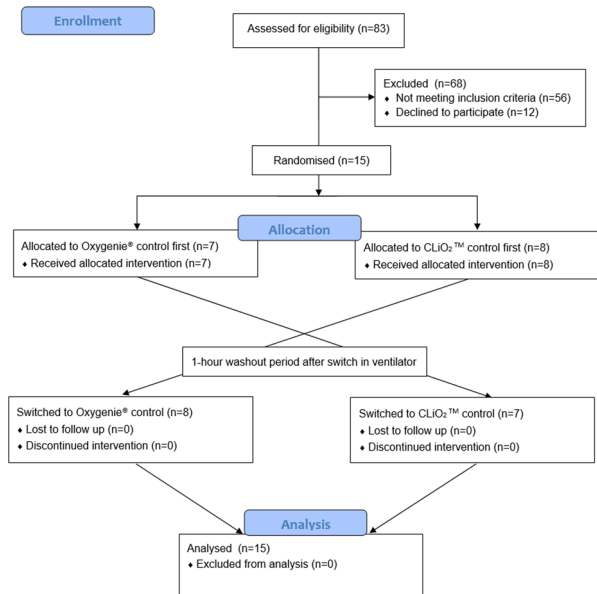 Enrollment
Assessed for eligibility (n=83)
Excluded (n=68)
♦ Not meeting inclusion criteria (n=56)
♦ Declined to participate (n=12)
Randomised (n=15)
Allocation
Allocated to Oxygenie® control first (n=7)
♦ Received allocated intervention (n=7)
Allocated to CLiO₂™ control first (n=8)
♦ Received allocated intervention (n=8)
1-hour washout period after switch in ventilator
Switched to Oxygenie® control (n=8)
♦ Lost to follow up (n=0)
♦ Discontinued intervention (n=0)
Switched to CLiO₂™ control (n=7)
♦ Lost to follow up (n=0)
♦ Discontinued intervention (n=0)
Analysis
Analysed (n=15)
♦ Excluded from analysis (n=0)